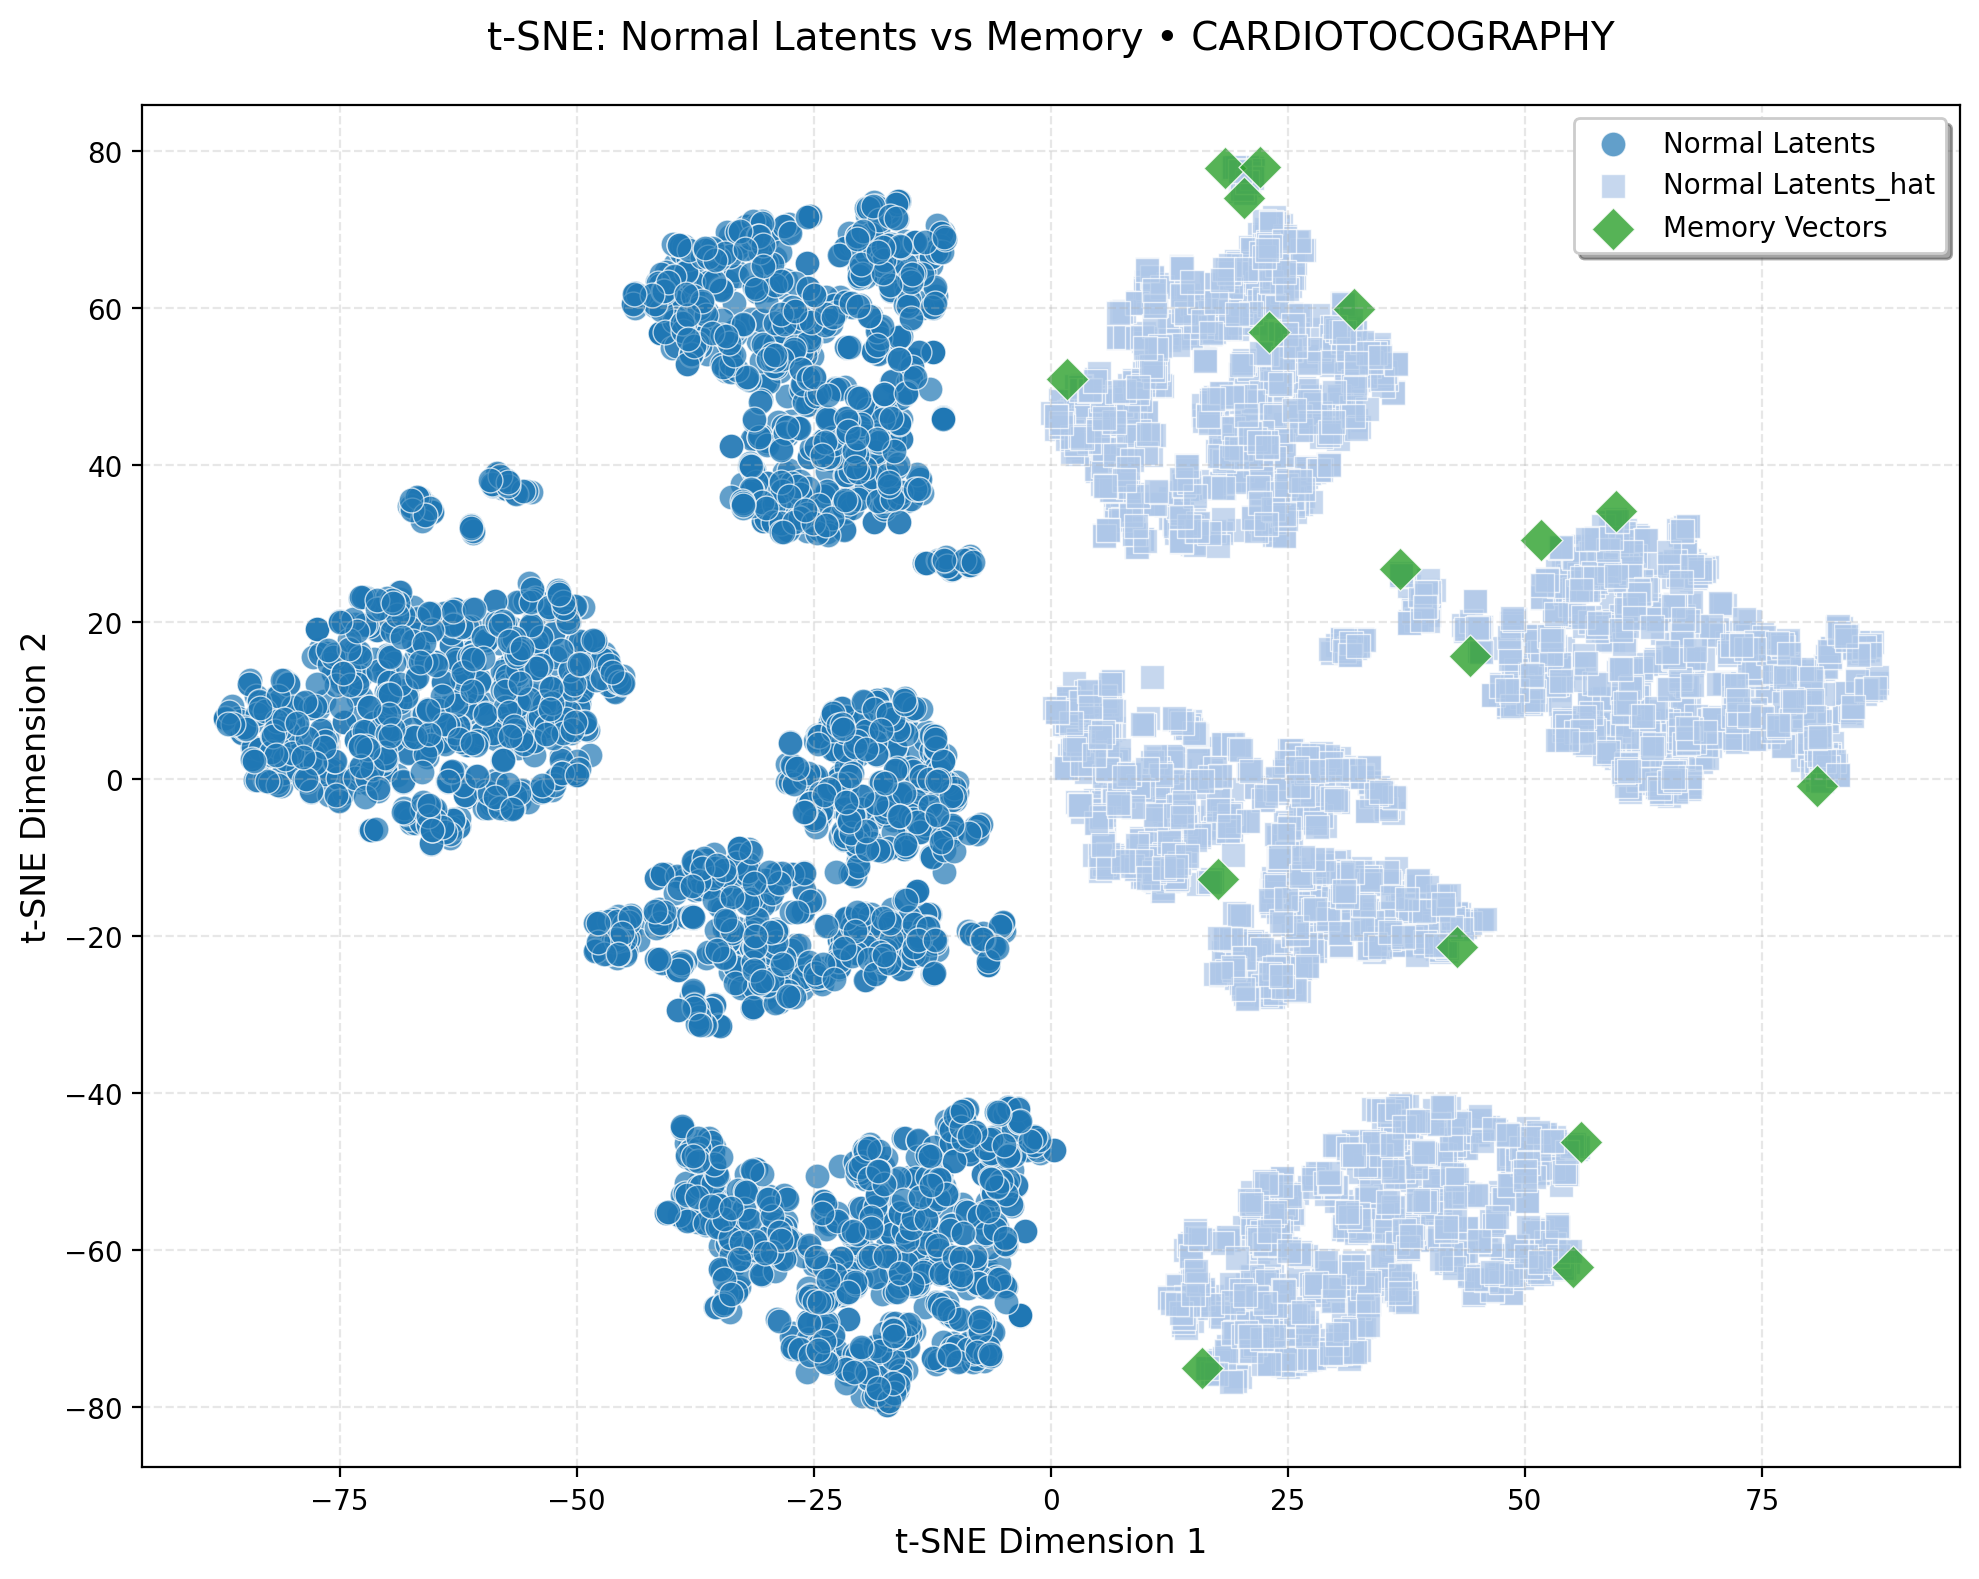 t-SNE: Normal Latents vs Memory • CARDIOTOCOGRAPHY
Normal Latents
Normal Latents_hat
Memory Vectors
80
60
40
20
0
−20
−40
−60
−80
t-SNE Dimension 2
−75
−50
−25
0
25
50
75
t-SNE Dimension 1